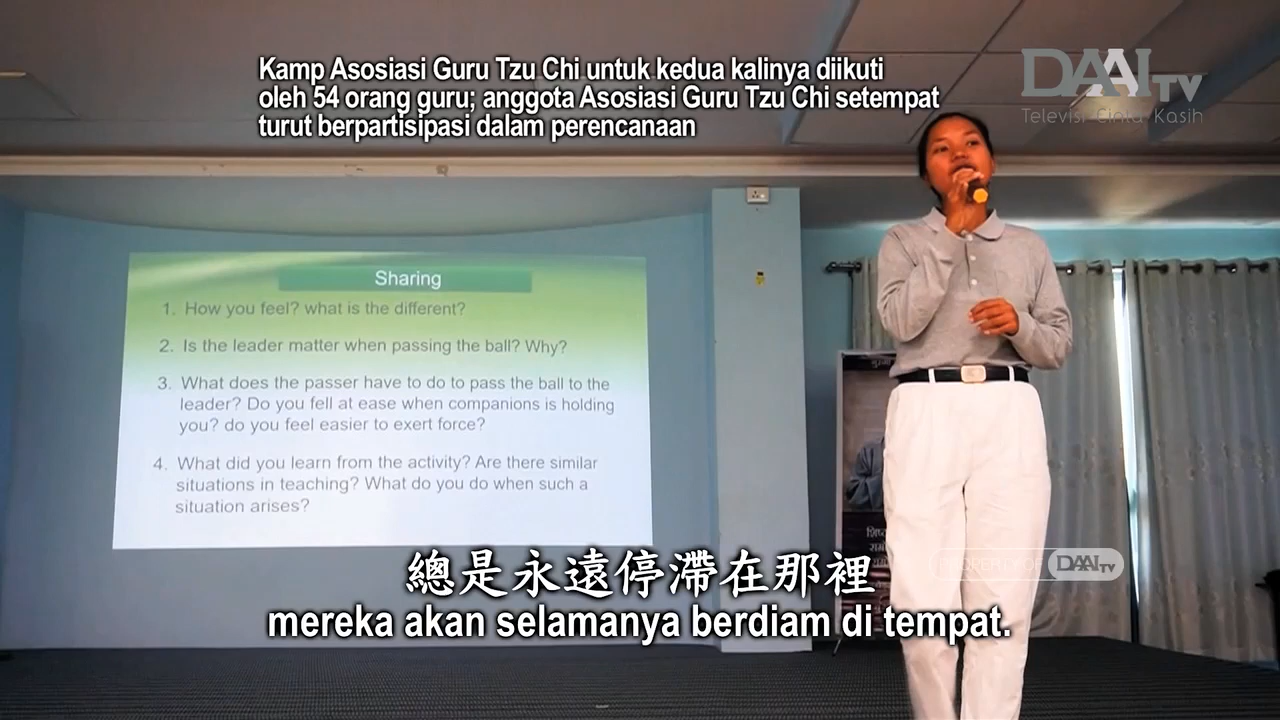 Kamp Asosiasi Guru Tzu Chi untuk kedua kalinya diikuti
oleh 54 orang guru; anggota Asosiasi Guru Tzu Chi setempat
turut berpartisipasi dalam perencanaan
DAAI TV
Televisi Cinta Kasih
Sharing
1. How you feel? what is the different?
2. Is the leader matter when passing the ball? Why?
3. What does the passer have to do to pass the ball to the
leader? Do you fell at ease when companions is holding
you? do you feel easier to exert force?
4. What did you learn from the activity? Are there similar
situations in teaching? What do you do when such a
situation arises?
PROPERTY OF DAAI TV
總是永遠停滯在那裡
mereka akan selamanya berdiam di tempat.